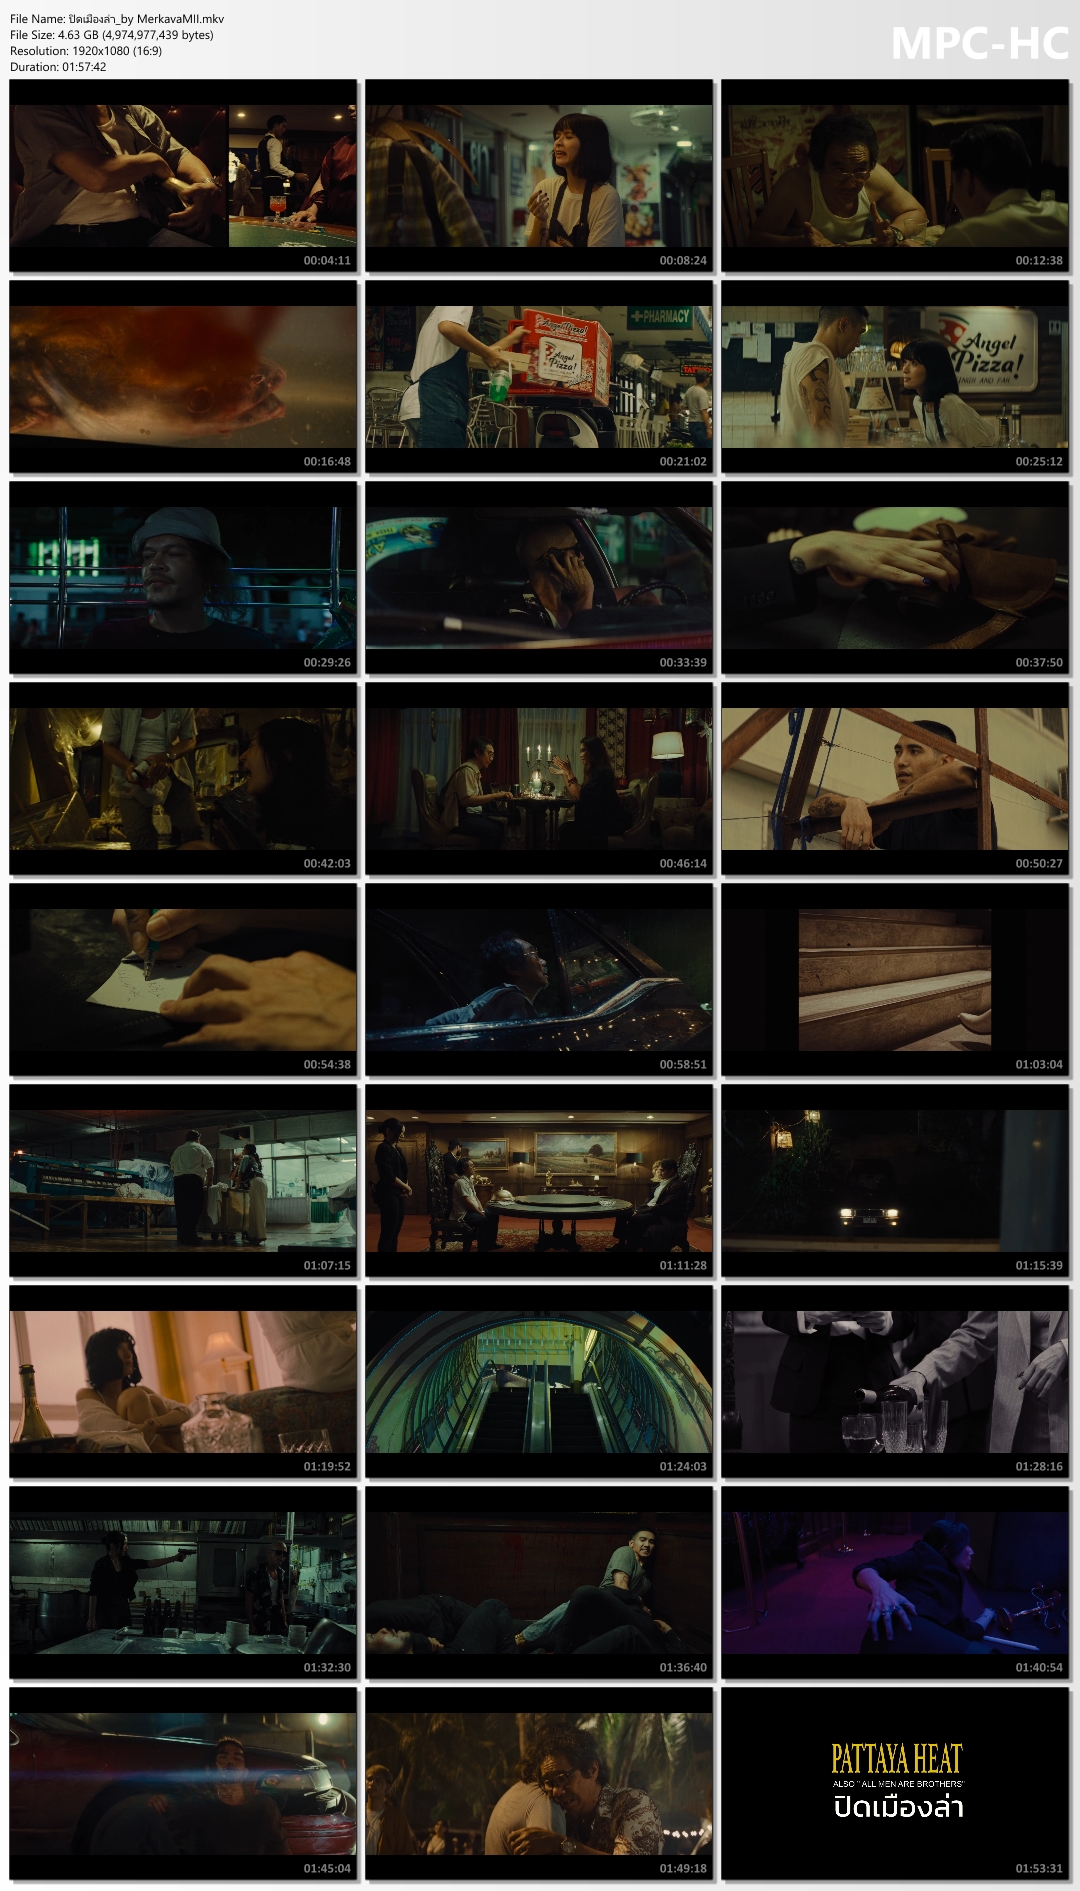 File Name: ปิดเมืองล่า_by MerkavaMII.mkv
File Size: 4.63 GB (4,974,977,439 bytes)
Resolution: 1920x1080 (16:9)
Duration: 01:57:42
MPC-HC
00:04:11
00:08:24
00:12:38
00:16:48
Angel Pizza!
Angel
Pizza!
PHARMACY
00:21:02
Angel
Pizza!
00:25:12
00:29:26
00:33:39
00:37:50
00:42:03
00:46:14
00:50:27
00:54:38
00:58:51
01:03:04
01:07:15
01:11:28
01:15:39
01:19:52
01:24:03
01:28:16
01:32:30
01:36:40
01:40:54
01:45:04
01:49:18
PATTAYA HEAT
ALSO "ALL MEN ARE BROTHERS"
ปิดเมืองล่า
01:53:31